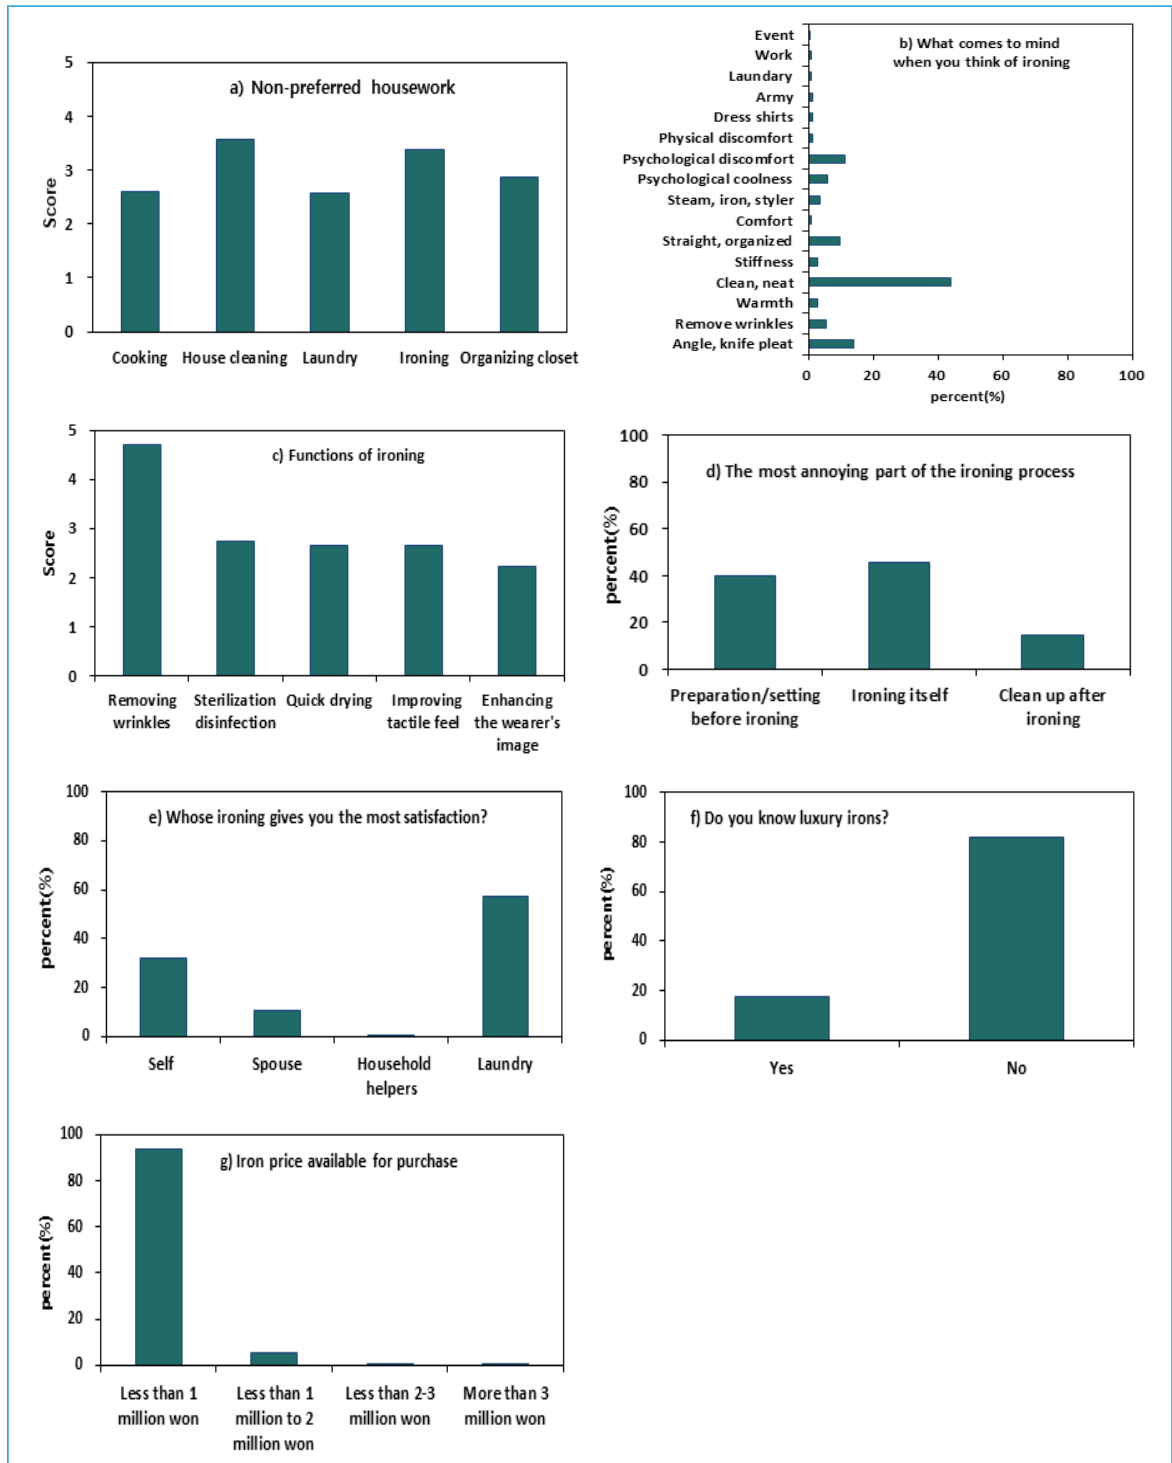 a) Non-preferred housework
5
4
3
2
1
0
Score
Cooking House cleaning Laundry Ironing Organizing closet
b) What comes to mind
when you think of ironing
Event
Work
Laundary
Army
Dress shirts
Physical discomfort
Psychological discomfort
Psychological coolness
Steam, iron, styler
Comfort
Straight, organized
Stiffness
Clean, neat
Warmth
Remove wrinkles
Angle, knife pleat
0 20 40 60 80 100
percent(%)
c) Functions of ironing
5
4
3
2
1
0
Score
Removing Sterilization Quick drying Improving Enhancing
wrinkles disinfection tactile feel the wearer's
image
d) The most annoying part of the ironing process
100
80
60
40
20
0
percent(%)
Preparation/setting Ironing itself Clean up after
before ironing ironing
e) Whose ironing gives you the most satisfaction?
100
80
60
40
20
0
percent(%)
Self Spouse Household Laundry
helpers
f) Do you know luxury irons?
100
80
60
40
20
0
percent(%)
Yes No
g) Iron price available for purchase
100
80
60
40
20
0
percent(%)
Less than 1 Less than 1 Less than 2-3 More than 3
million won million to 2 million won million won
million won